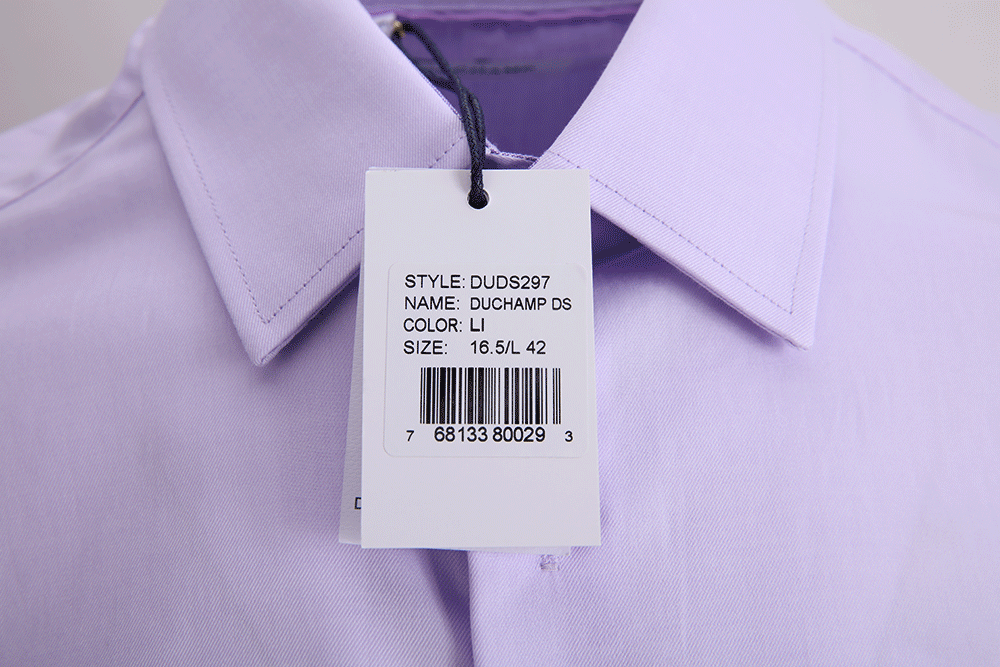 STYLE: DUDS297
NAME: DUCHAMP DS
COLOR: LI
SIZE: 16.5/L 42
7 68133 80029 3
D